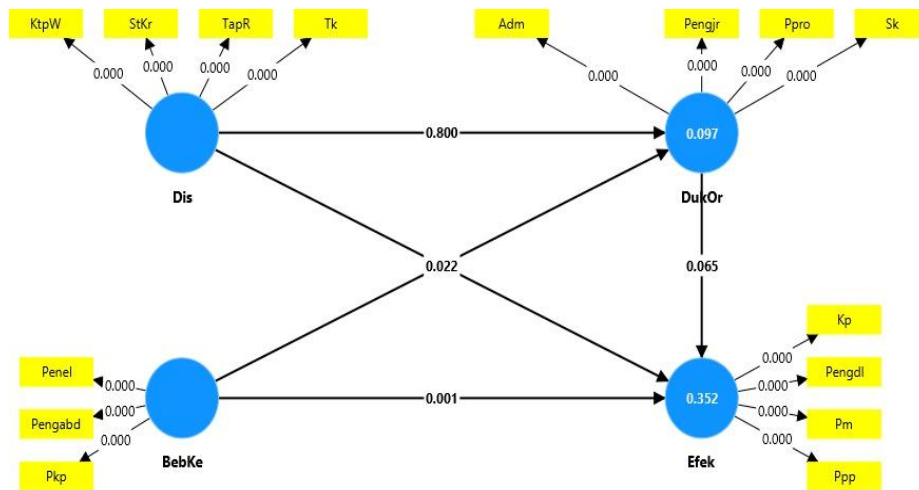 KtpW
StKr
TapR
Tk
Adm
Pengjr
Ppro
Sk
0.000
0.000
0.000
0.000
0.000
0.000
0.000
0.000
0.800
0.097
Dis
DukOr
0.022
0.065
Kp
Penel
0.000
0.000
Pengdl
Pengabd
0.000
0.001
0.352
0.000
0.000
Pm
Pkp
0.000
0.000
BebKe
Efek
Ppp